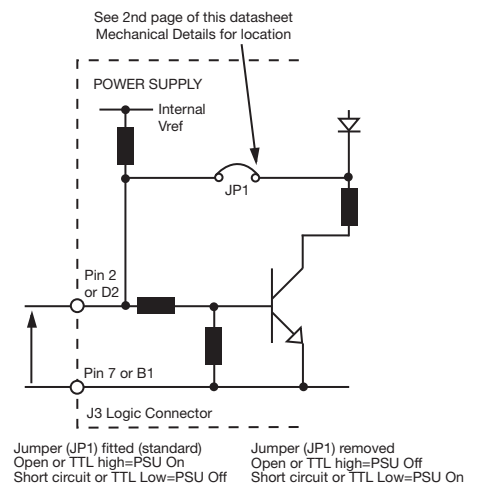 See 2nd page of this datasheet
Mechanical Details for location
POWER SUPPLY
Internal
Vref
JP1
Pin 2
or D2
Pin 7 or B1
J3 Logic Connector
Jumper (JP1) fitted (standard)
Open or TTL high=PSU On
Short circuit or TTL Low=PSU Off
Jumper (JP1) removed
Open or TTL high=PSU Off
Short circuit or TTL Low=PSU On